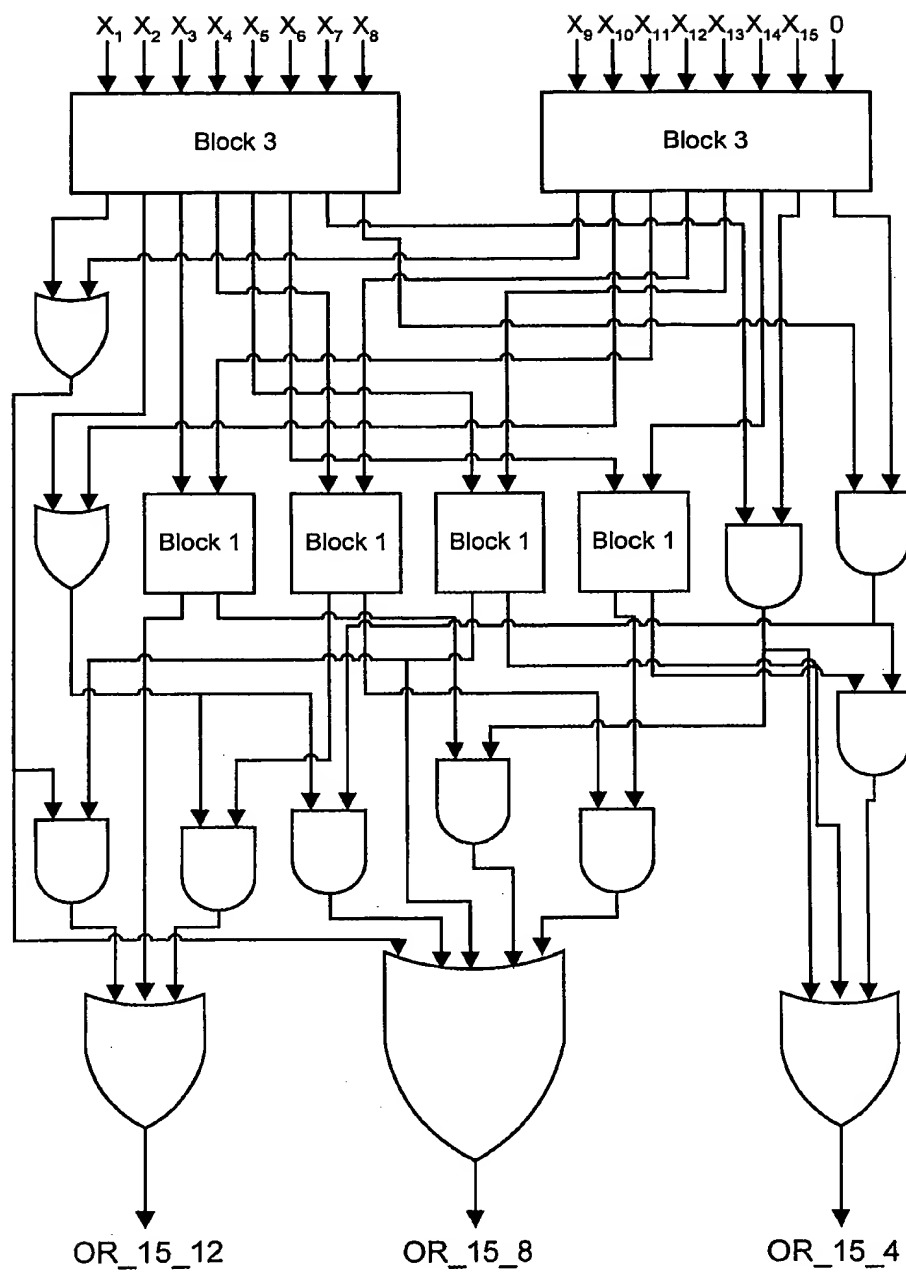 X₁ X₂ X₃ X₄ X₅ X₆ X₇ X₈ X₉ X₁₀ X₁₁ X₁₂ X₁₃ X₁₄ X₁₅ 0
Block 3 Block 3
Block 1 Block 1 Block 1 Block 1
OR_15_12 OR_15_8 OR_15_4